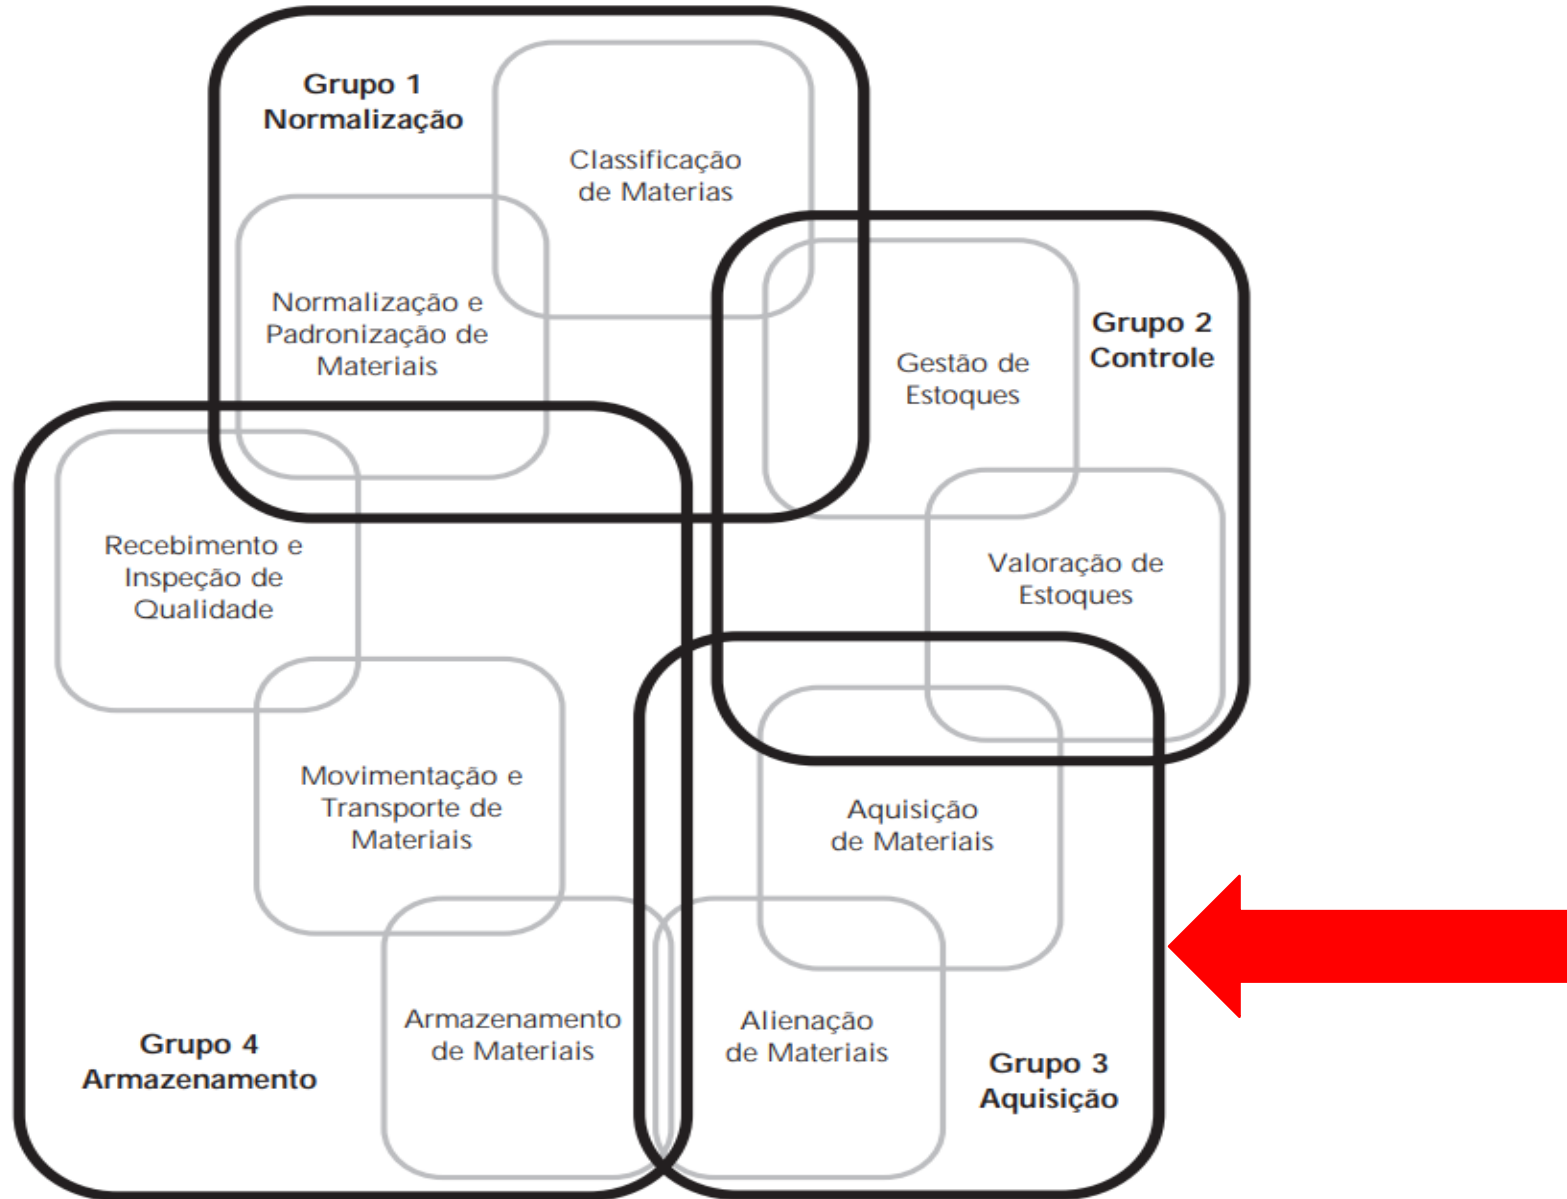 Grupo 1
Normalização
Classificação
de Materias
Normalização e
Padronização de
Materiais
Grupo 2
Controle
Gestão de
Estoques
Valoração de
Estoques
Recebimento e
Inspeção de
Qualidade
Movimentação e
Transporte de
Materiais
Aquisição
de Materiais
Armazenamento
de Materiais
Alienação
de Materiais
Grupo 4
Armazenamento
Grupo 3
Aquisição